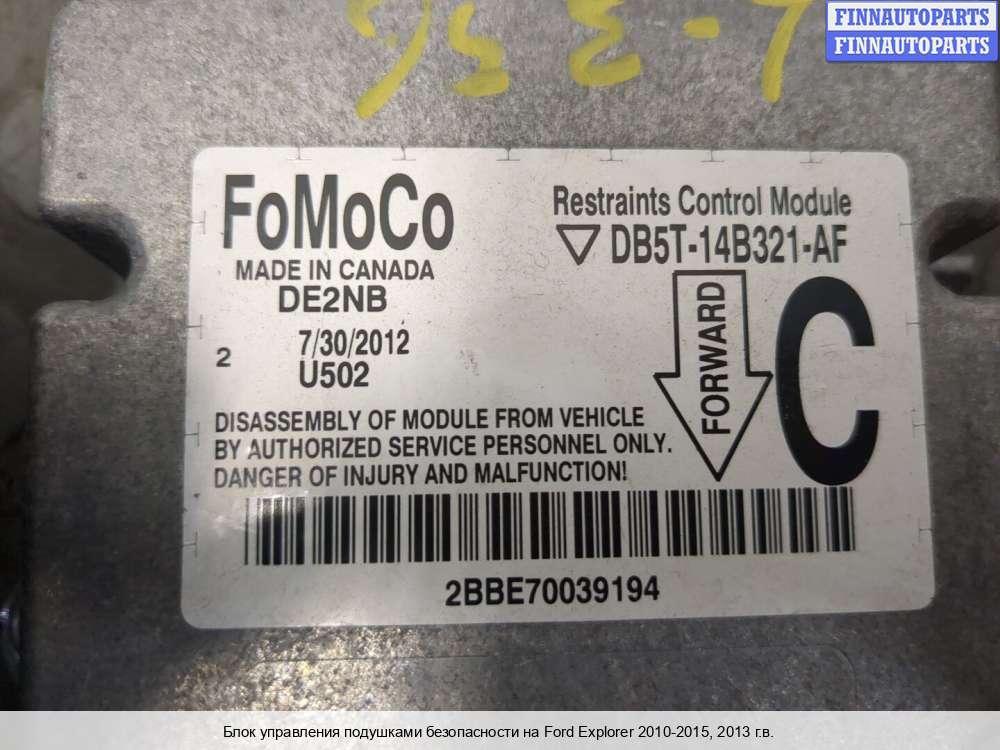 FINNAUTOPARTS
FINNAUTOPARTS
FoMoCo
MADE IN CANADA
DE2NB
2
7/30/2012
U502
Restraints Control Module
DB5T-14B321-AF
FORWARD
C
DISASSEMBLY OF MODULE FROM VEHICLE
BY AUTHORIZED SERVICE PERSONNEL ONLY.
DANGER OF INJURY AND MALFUNCTION!
2BBE70039194
Блок управления подушками безопасности на Ford Explorer 2010-2015, 2013 г.в.